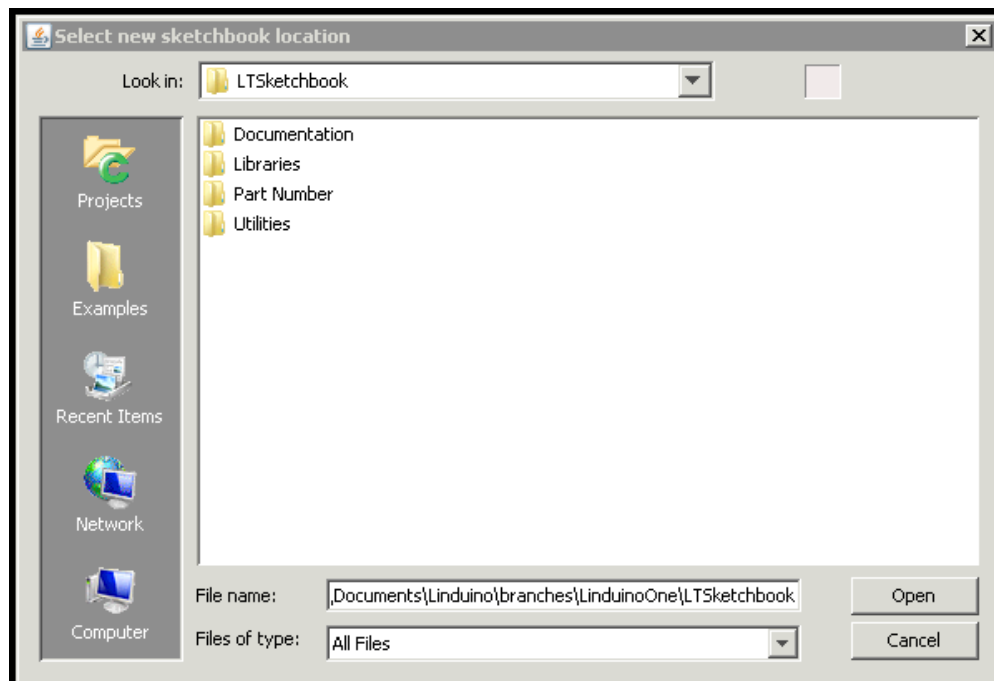 Select new sketchbook location
Look in: LTSketchbook
Documentation
Libraries
Part Number
Utilities
Projects
Examples
Recent Items
Network
Computer
File name: Documents\Linduino\branches\LinduinoOne\LTSketchbook Open
Files of type: All Files Cancel